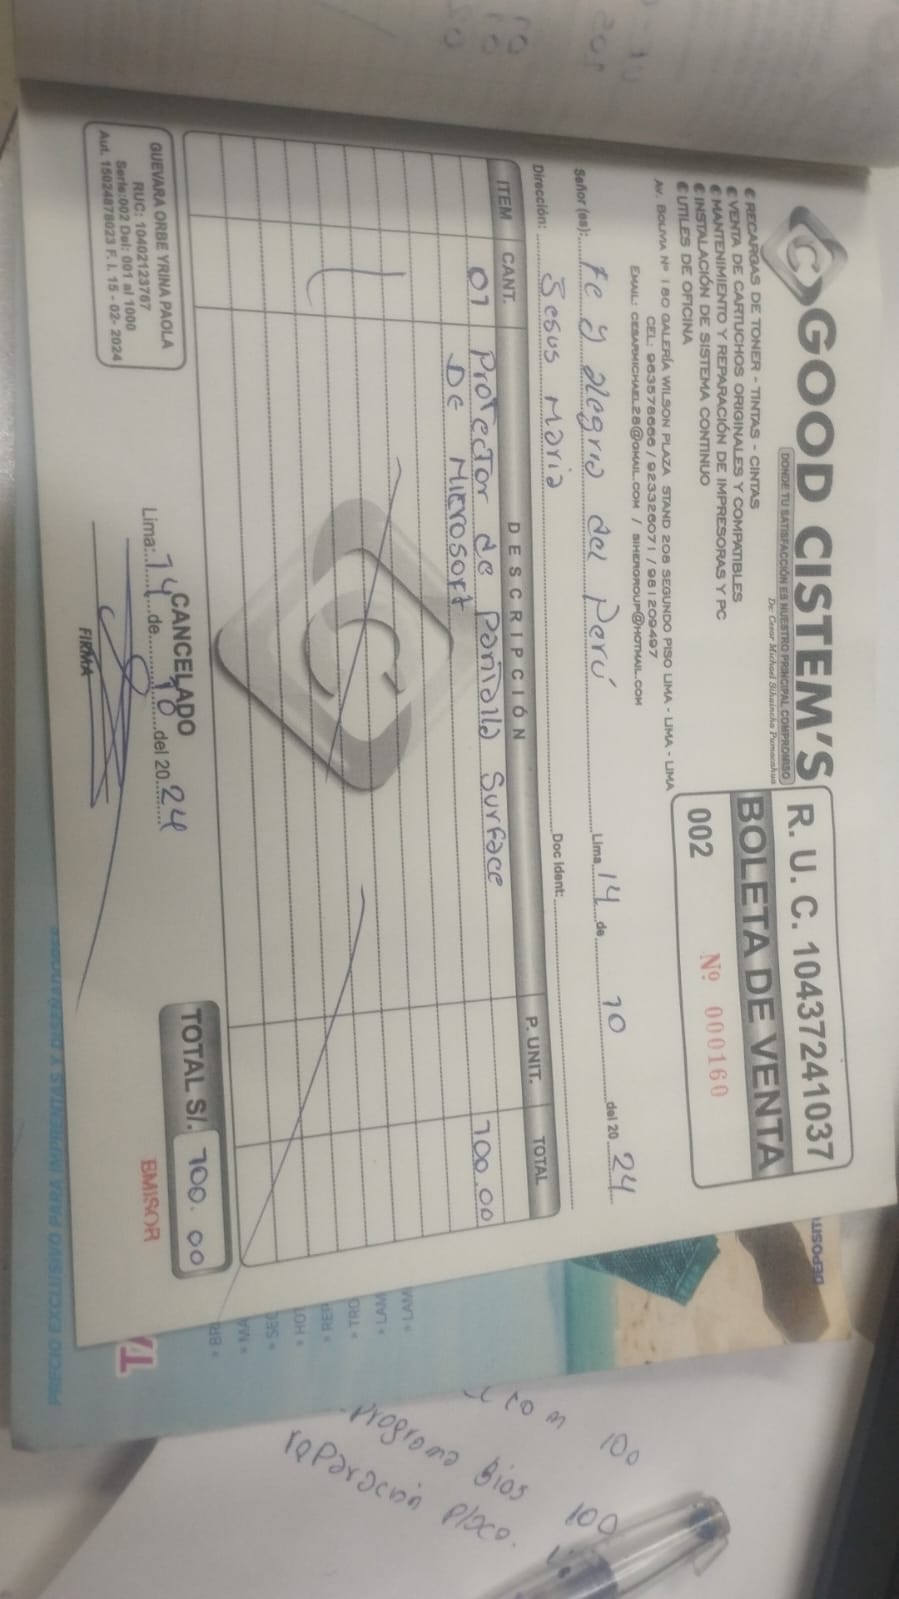 GOOD CISTEM'S
DONDE TU SATISFACCIÓN ES NUESTRO PRINCIPAL COMPROMISO
De: Cesar Michael Sihuincha Pumacahua
RECARGAS DE TONER - TINTAS - CINTAS
VENTA DE CARTUCHOS ORIGINALES Y COMPATIBLES
MANTENIMIENTO Y REPARACIÓN DE IMPRESORAS Y PC
INSTALACIÓN DE SISTEMA CONTINUO
UTILES DE OFICINA
AV. BOLIVIA Nº 180 GALERÍA WILSON PLAZA STAND 208 SEGUNDO PISO LIMA - LIMA - LIMA
CEL: 963578666 / 923326071 / 981209497
EMAIL: CESARMICHAEL28@GMAIL.COM / SIHERGROUP@HOTMAIL.COM
R. U. C. 10437241037
BOLETA DE VENTA
002 Nº 000160
Señor (es): Fe y alegria del Perú Lima, 14 de 10 del 20 24
Dirección: Jesus Maria Doc Ident:
ITEM CANT. DESCRIPCIÓN P. UNIT. TOTAL
01 Protector de Pantalla Surface 100.00
De Microsoft
GUEVARA ORBE YRINA PAOLA
RUC: 10402123767
Serie:002 Del: 001 al 1000
Aut. 15024878023 F. I. 15 - 02- 2024
CANCELADO
Lima: 14 de 10 del 20 24
FIRMA
TOTAL S/. 100.00
EMISOR
100
Programa Bios 100
reparación placa.